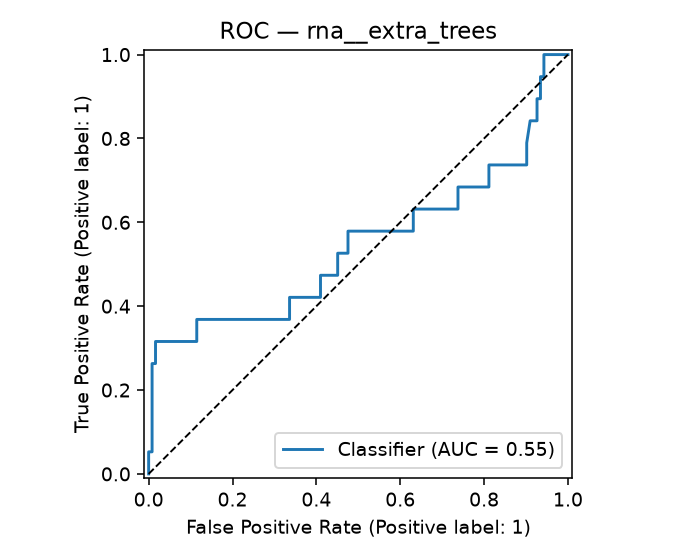 ROC — rna__extra_trees
True Positive Rate (Positive label: 1)
1.0
0.8
0.6
0.4
0.2
0.0
Classifier (AUC = 0.55)
0.0 0.2 0.4 0.6 0.8 1.0
False Positive Rate (Positive label: 1)